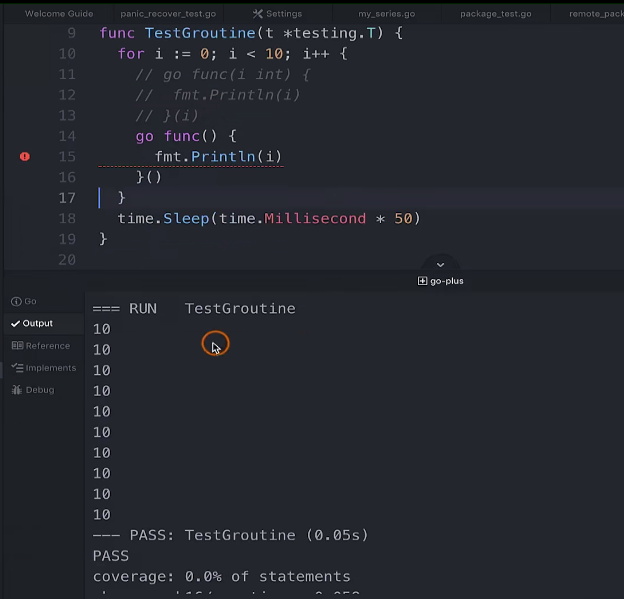 Welcome Guide panic_recover_test.go Settings my_series.go package_test.go remote_pack
9 func TestGroutine(t *testing.T) {
10 for i := 0; i < 10; i++ {
11 // go func(i int) {
12 // fmt.Println(i)
13 // }(i)
14 go func() {
15 fmt.Println(i)
16 }()
17 }
18 time.Sleep(time.Millisecond * 50)
19 }
20
go-plus
Go
Output
Reference
Implements
Debug
=== RUN TestGroutine
10
10
10
10
10
10
10
10
10
10
--- PASS: TestGroutine (0.05s)
PASS
coverage: 0.0% of statements